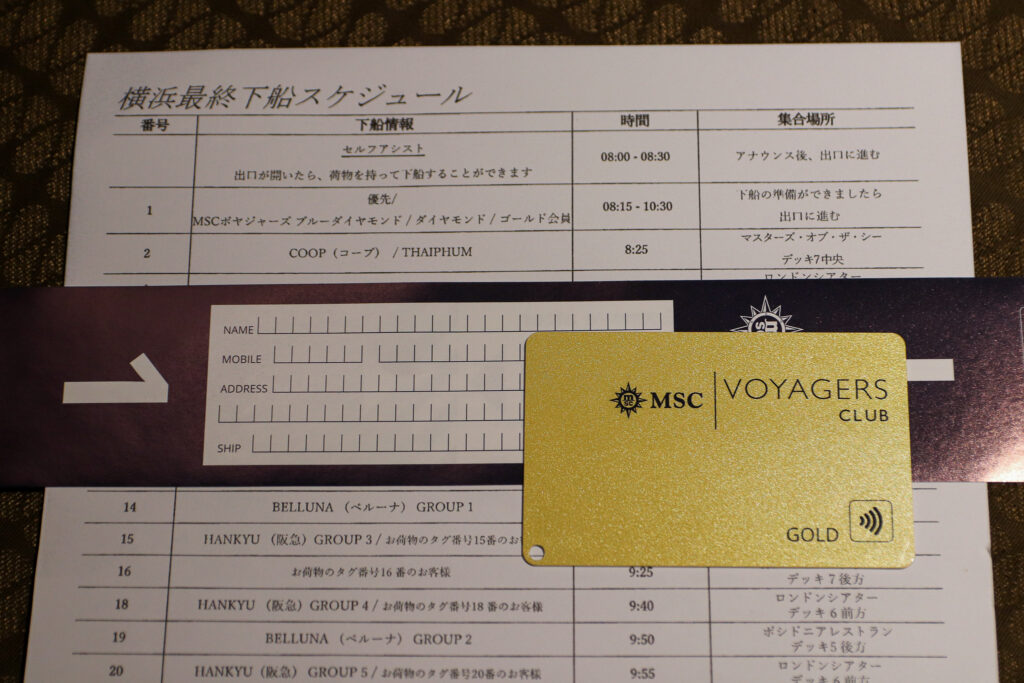 横浜最終下船スケジュール
番号 下船情報 時間 集合場所
セルフアシスト
出口が開いたら、荷物を持って下船することができます 08:00 - 08:30 アナウンス後、出口に進む
優先/ 下船の準備ができましたら
1 MSCボヤジャーズ ブルーダイヤモンド / ダイヤモンド / ゴールド会員 08:15 - 10:30 出口に進む
2 COOP（コープ） / THAIPHUM 8:25 マスターズ・オブ・ザ・シー
デッキ7中央
ロンドンシアター
1
NAME
MOBILE
ADDRESS
SHIP
MSC VOYAGERS
CLUB
GOLD
14 BELLUNA （ベルーナ） GROUP 1
15 HANKYU （阪急）GROUP 3 / お荷物のタグ番号15番のお
16 お荷物のタグ番号16 番のお客様 9:25 デッキ 7 後方
18 HANKYU （阪急）GROUP 4 / お荷物のタグ番号18 番のお客様 9:40 ロンドンシアター
デッキ 6 前方
19 BELLUNA （ベルーナ） GROUP 2 9:50 ポシドニアレストラン
デッキ5 後方
20 HANKYU （阪急）GROUP 5 / お荷物のタグ番号20番のお客様 9:55 ロンドンシアター
デッキ 6 前方